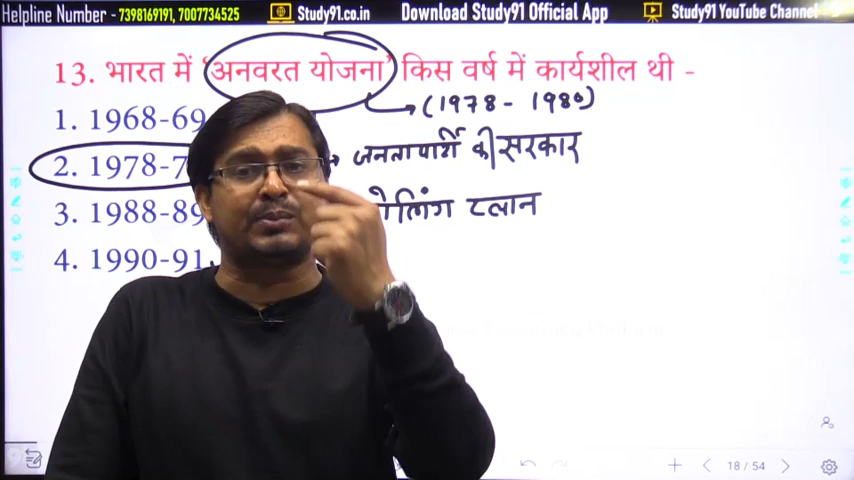 Helpline Number - 7398169191, 7007734525 Study91.co.in Download Study91 Official App Study91 YouTube Channel
13. भारत में 'अनवरत योजना' किस वर्ष में कार्यशील थी -
(1978 - 1980)
1. 1968-69
2. 1978-7
जनतापार्टी की सरकार
3. 1988-89
प्लान
4. 1990-91
18 / 54